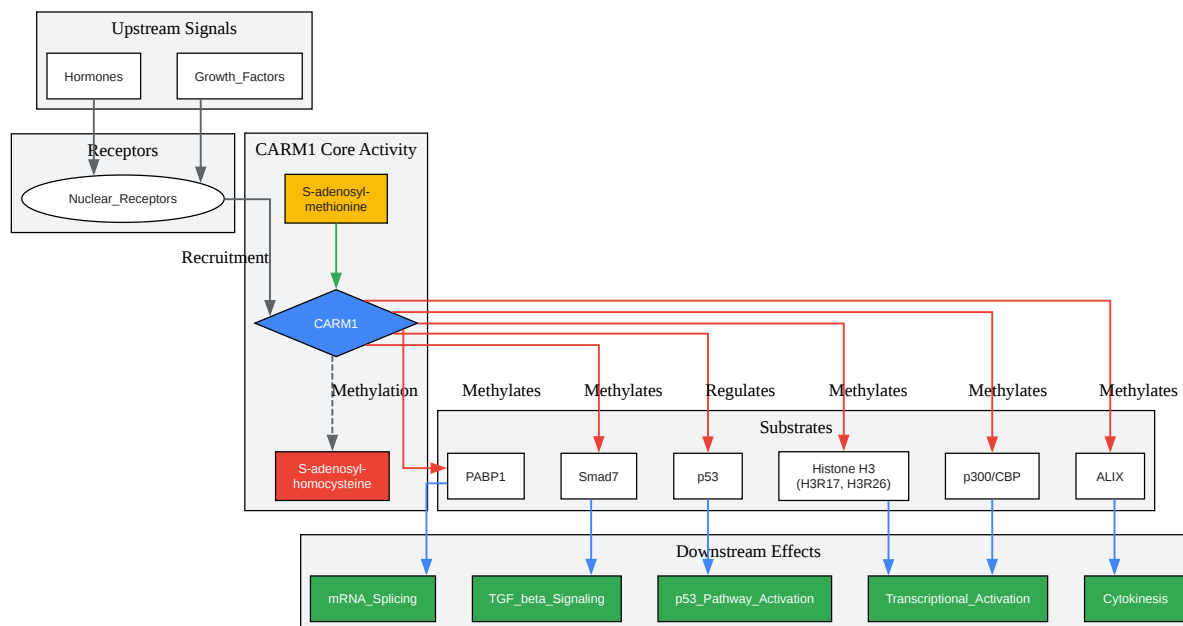 Upstream Signals
Hormones
Growth_Factors
Receptors
Nuclear_Receptors
CARM1 Core Activity
S-adenosyl-
methionine
Recruitment
CARM1
Methylation
Methylates
Methylates
Regulates
Methylates
Methylates
Methylates
Substrates
S-adenosyl-
homocysteine
PABP1
Smad7
p53
Histone H3
(H3R17, H3R26)
p300/CBP
ALIX
Downstream Effects
mRNA_Splicing
TGF_beta_Signaling
p53_Pathway_Activation
Transcriptional_Activation
Cytokinesis